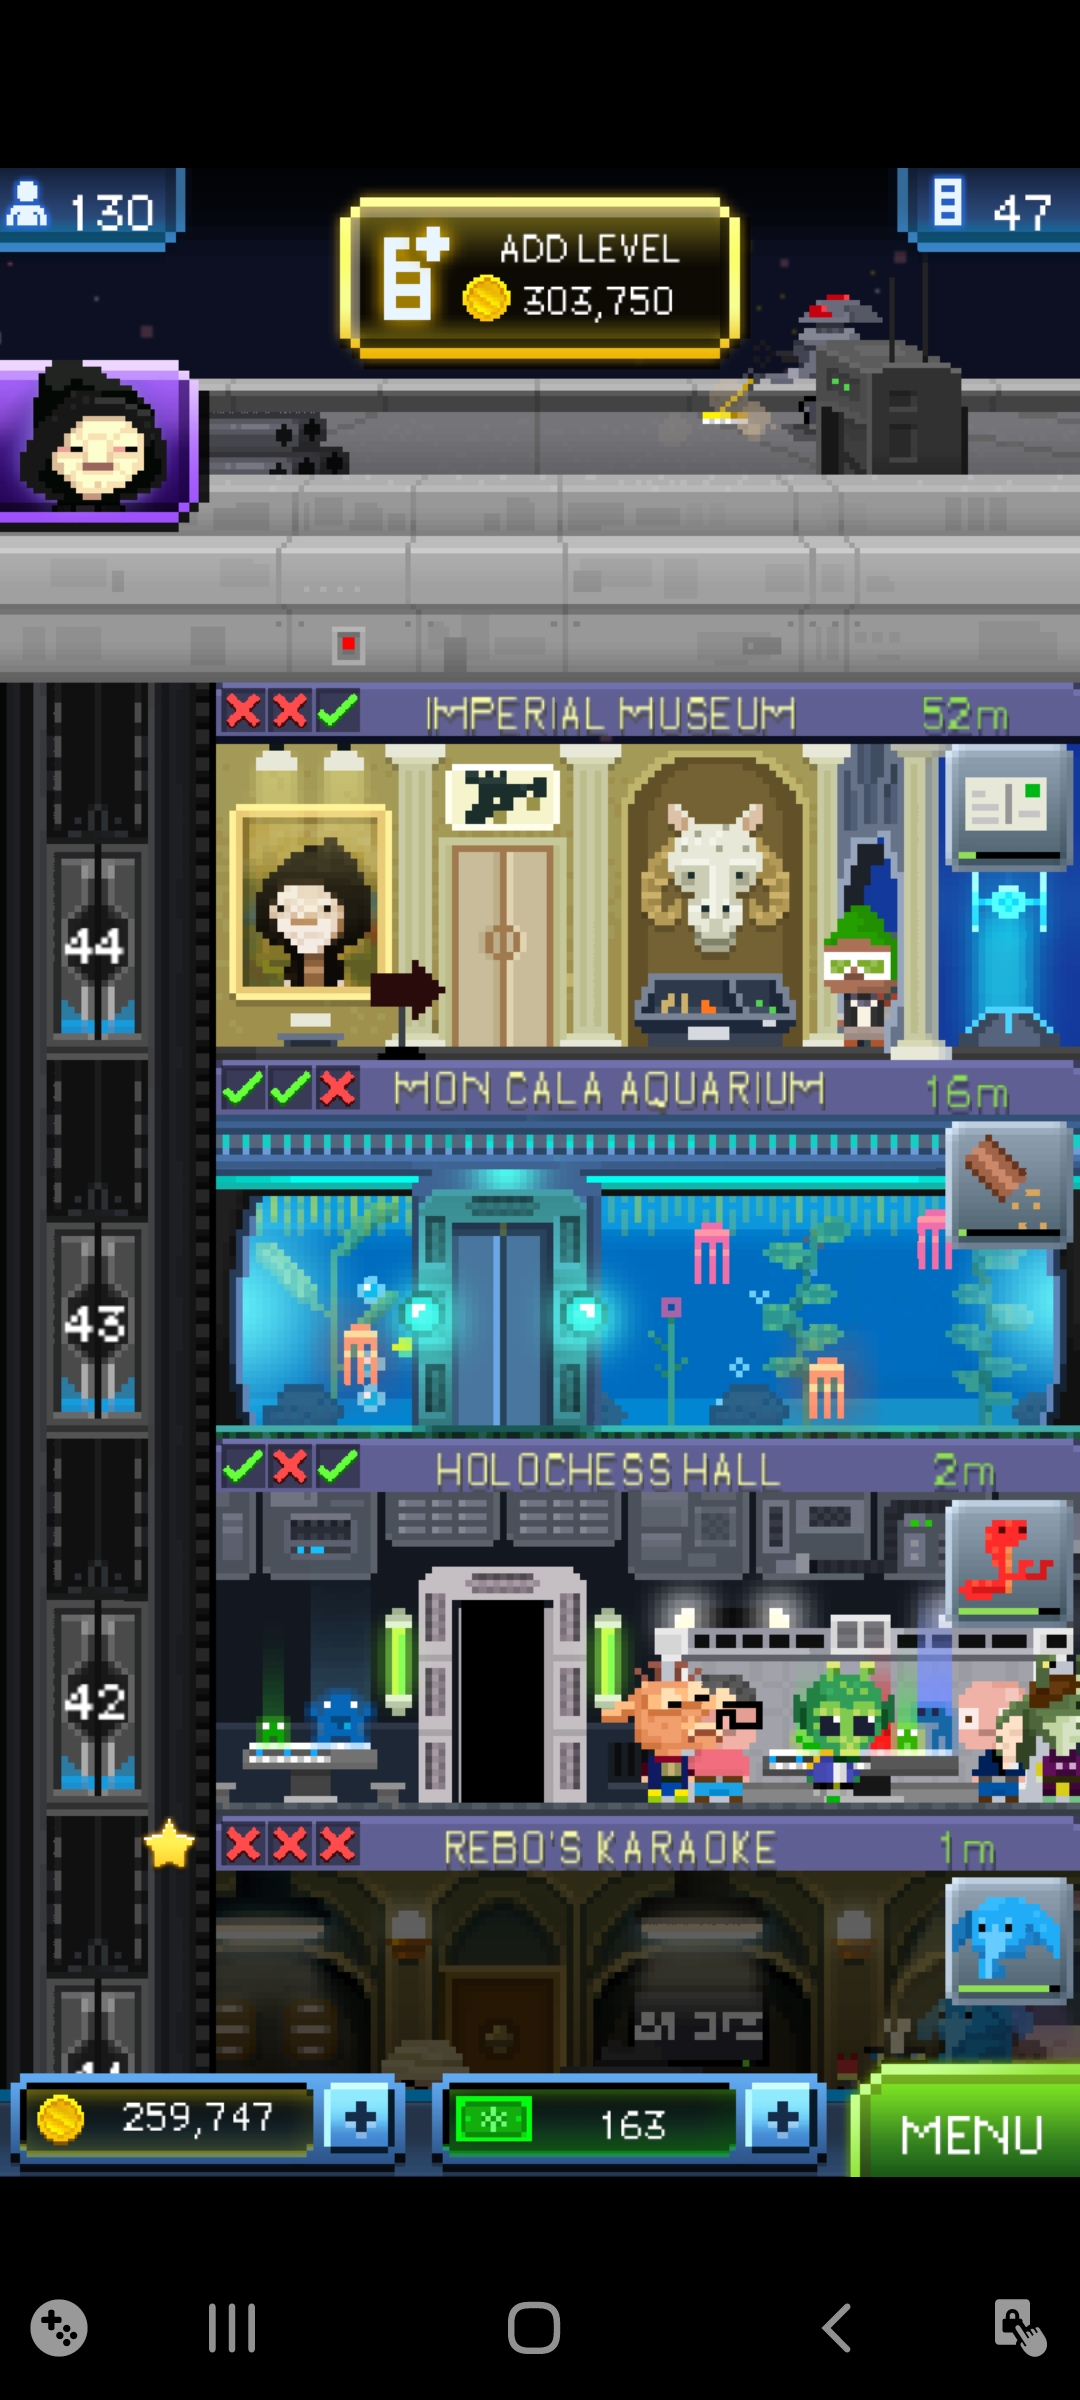 130
ADD LEVEL
303,750
47
IMPERIAL MUSEUM 52m
44
MON CALA AQUARIUM 16m
43
HOLOCHESS HALL 2m
42
REBO'S KARAOKE 1m
259,747
163
MENU